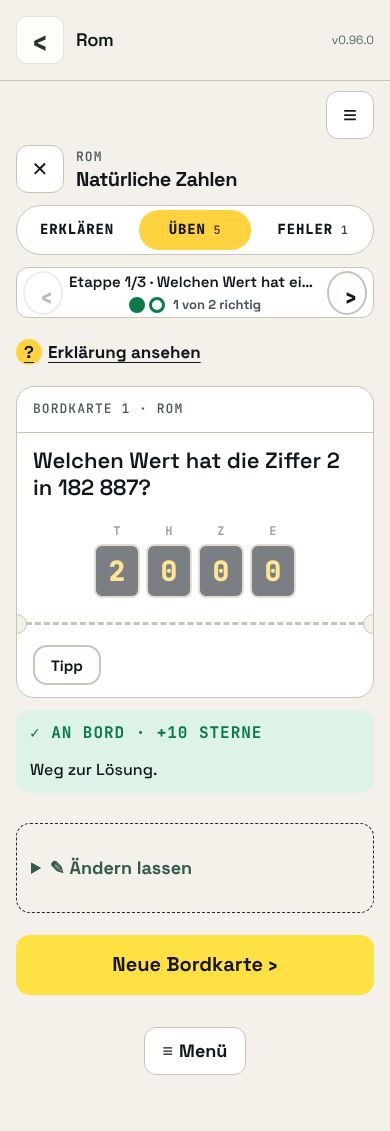 < Rom v0.96.0
≡
✕ ROM
Natürliche Zahlen
ERKLÄREN ÜBEN 5 FEHLER 1
< Etappe 1/3 · Welchen Wert hat ei… >
1 von 2 richtig
? Erklärung ansehen
BORDKARTE 1 · ROM
Welchen Wert hat die Ziffer 2
in 182 887?
T H Z E
2 0 0 0
Tipp
✓ AN BORD · +10 STERNE
Weg zur Lösung.
▶ ✎ Ändern lassen
Neue Bordkarte >
≡ Menü